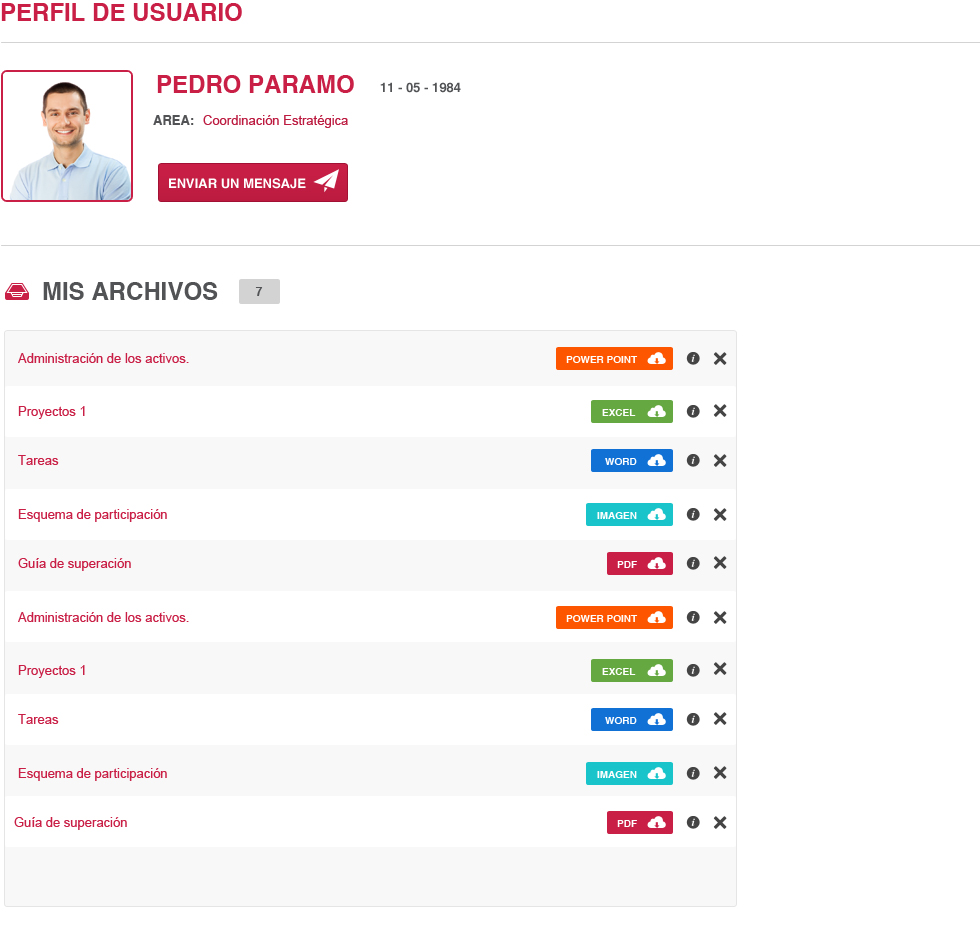 PERFIL DE USUARIO
PEDRO PARAMO 11 - 05 - 1984
AREA: Coordinación Estratégica
ENVIAR UN MENSAJE
MIS ARCHIVOS 7
Administración de los activos. POWER POINT
Proyectos 1 EXCEL
Tareas WORD
Esquema de participación IMAGEN
Guía de superación PDF
Administración de los activos. POWER POINT
Proyectos 1 EXCEL
Tareas WORD
Esquema de participación IMAGEN
Guía de superación PDF